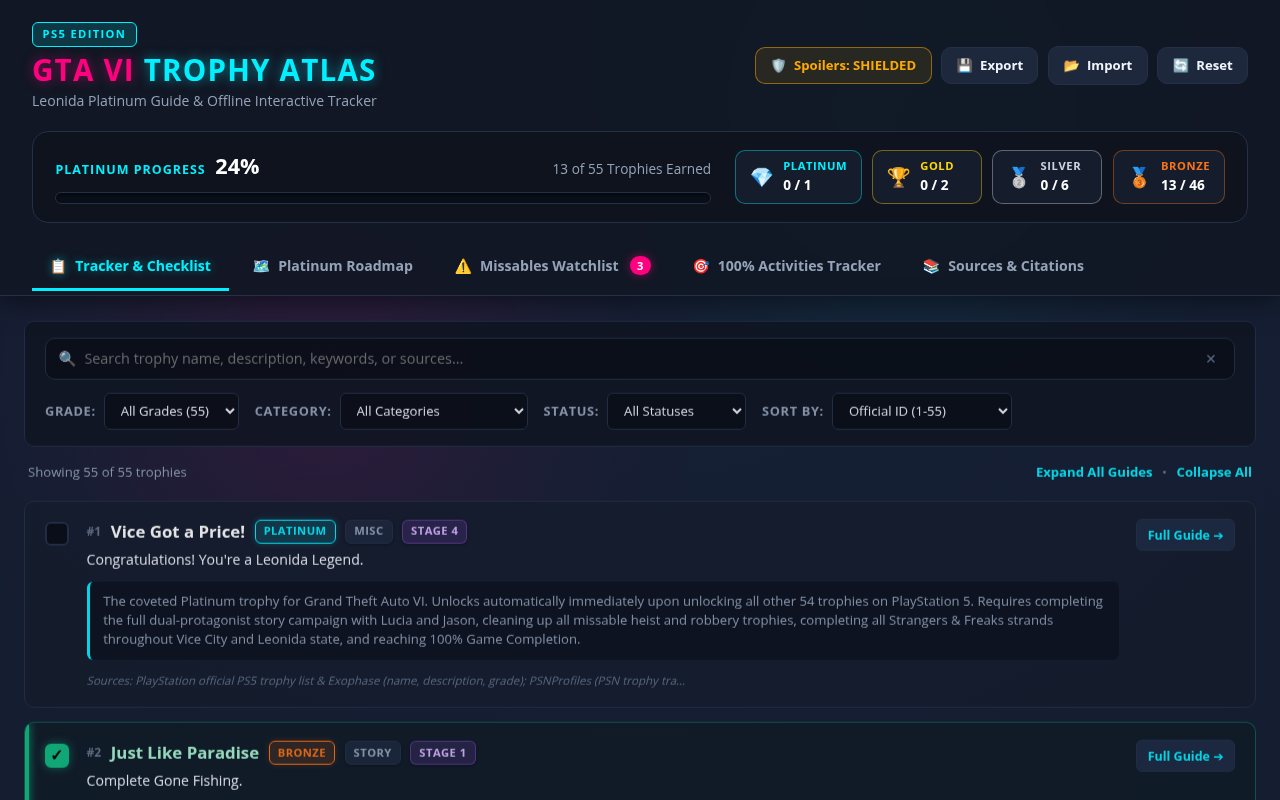 PS5 EDITION
GTA VI TROPHY ATLAS
Leonida Platinum Guide & Offline Interactive Tracker
Spoilers: SHIELDED
Export
Import
Reset
PLATINUM PROGRESS 24%
13 of 55 Trophies Earned
PLATINUM
0 / 1
GOLD
0 / 2
SILVER
0 / 6
BRONZE
13 / 46
Tracker & Checklist
Platinum Roadmap
Missables Watchlist 3
100% Activities Tracker
Sources & Citations
Search trophy name, description, keywords, or sources...
GRADE: All Grades (55)
CATEGORY: All Categories
STATUS: All Statuses
SORT BY: Official ID (1-55)
Showing 55 of 55 trophies
Expand All Guides • Collapse All
#1 Vice Got a Price! PLATINUM MISC STAGE 4
Full Guide →
Congratulations! You're a Leonida Legend.
The coveted Platinum trophy for Grand Theft Auto VI. Unlocks automatically immediately upon unlocking all other 54 trophies on PlayStation 5. Requires completing
the full dual-protagonist story campaign with Lucia and Jason, cleaning up all missable heist and robbery trophies, completing all Strangers & Freaks strands
throughout Vice City and Leonida state, and reaching 100% Game Completion.
Sources: PlayStation official PS5 trophy list & Exophase (name, description, grade); PSNProfiles (PSN trophy tra...
#2 Just Like Paradise BRONZE STORY STAGE 1
Full Guide →
Complete Gone Fishing.